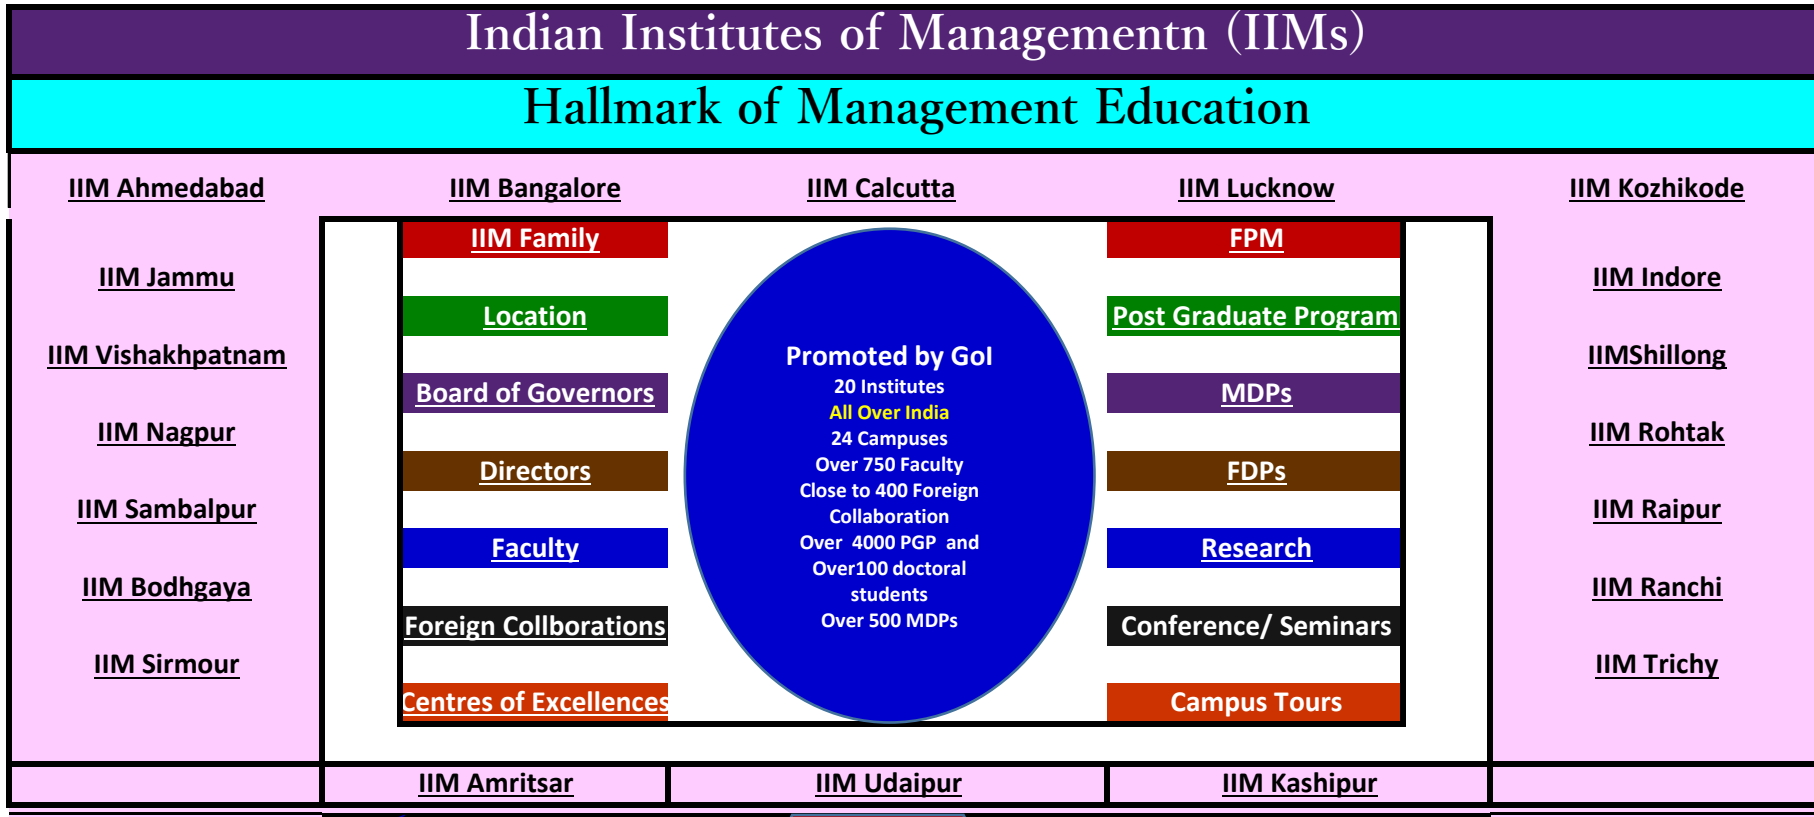 Indian Institutes of Managementn (IIMs)
Hallmark of Management Education
IIM Ahmedabad
IIM Bangalore
IIM Calcutta
IIM Lucknow
IIM Kozhikode
IIM Jammu
IIM Vishakhpatnam
IIM Nagpur
IIM Sambalpur
IIM Bodhgaya
IIM Sirmour
IIM Family
Location
Board of Governors
Directors
Faculty
Foreign Collborations
Centres of Excellences
Promoted by GoI
20 Institutes
All Over India
24 Campuses
Over 750 Faculty
Close to 400 Foreign
Collaboration
Over 4000 PGP and
Over100 doctoral
students
Over 500 MDPs
FPM
Post Graduate Program
MDPs
FDPs
Research
Conference/ Seminars
Campus Tours
IIM Indore
IIMShillong
IIM Rohtak
IIM Raipur
IIM Ranchi
IIM Trichy
IIM Amritsar
IIM Udaipur
IIM Kashipur